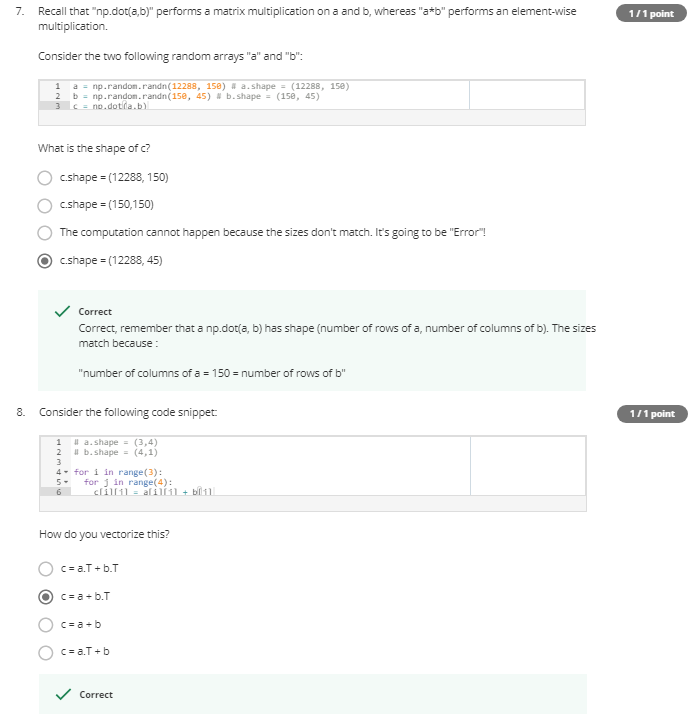 7. Recall that "np.dot(a,b)" performs a matrix multiplication on a and b, whereas "a*b" performs an element-wise
1 / 1 point
multiplication.
Consider the two following random arrays "a" and "b":
1 a = np.random.randn(12288, 150) # a.shape = (12288, 150)
2 b = np.random.randn(150, 45) # b.shape = (150, 45)
3 c = np.dot(a,b)
What is the shape of c?
c.shape = (12288, 150)
c.shape = (150,150)
The computation cannot happen because the sizes don't match. It's going to be "Error"!
c.shape = (12288, 45)
Correct
Correct, remember that a np.dot(a, b) has shape (number of rows of a, number of columns of b). The sizes
match because :
"number of columns of a = 150 = number of rows of b"
8. Consider the following code snippet:
1 / 1 point
1 # a.shape = (3,4)
2 # b.shape = (4,1)
3
4 for i in range(3):
5 for j in range(4):
6 c[i][j] = a[i][j] + b[j]
How do you vectorize this?
c = a.T + b.T
c = a + b.T
c = a + b
c = a.T + b
Correct